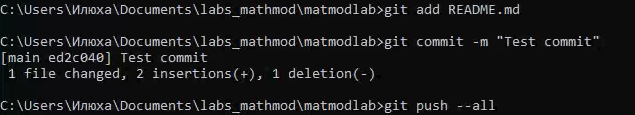 C:\Users\Илюха\Documents\labs_mathmod\matmodlab>git add README.md
C:\Users\Илюха\Documents\labs_mathmod\matmodlab>git commit -m "Test commit"
[main ed2c040] Test commit
1 file changed, 2 insertions(+), 1 deletion(-)
C:\Users\Илюха\Documents\labs_mathmod\matmodlab>git push --all